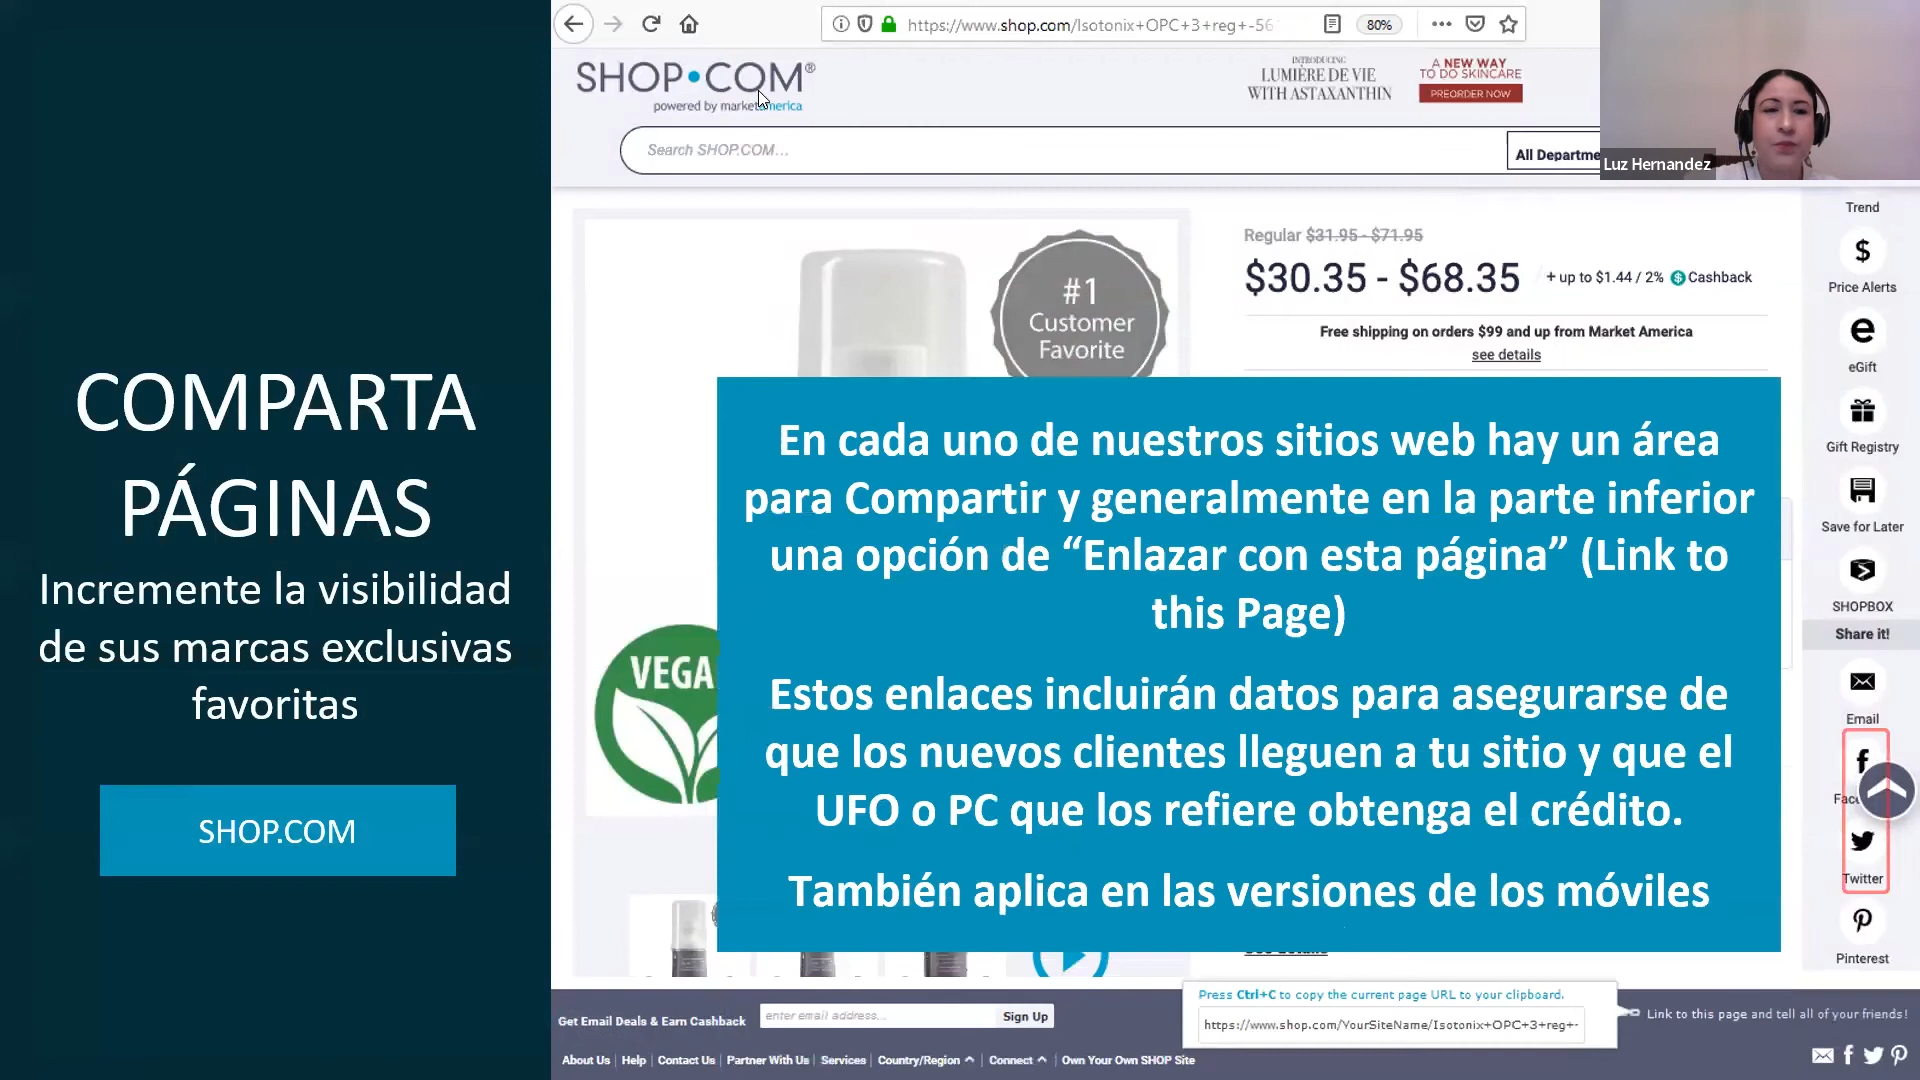 COMPARTA
PÁGINAS
Incremente la visibilidad
de sus marcas exclusivas
favoritas
SHOP.COM
https://www.shop.com/Isotonix+OPC+3+reg+-56
80%
SHOP•COM®
powered by marketamerica
INTRODUCING
LUMIÈRE DE VIE
WITH ASTAXANTHIN
A NEW WAY
TO DO SKINCARE
PREORDER NOW
Search SHOP.COM...
All Departme
Luz Hernandez
#1
Customer
Favorite
VEGA
Regular $31.95 - $71.95
$30.35 - $68.35
+ up to $1.44 / 2% Cashback
Free shipping on orders $99 and up from Market America
see details
En cada uno de nuestros sitios web hay un área
para Compartir y generalmente en la parte inferior
una opción de “Enlazar con esta página” (Link to
this Page)
Estos enlaces incluirán datos para asegurarse de
que los nuevos clientes lleguen a tu sitio y que el
UFO o PC que los refiere obtenga el crédito.
También aplica en las versiones de los móviles
Trend
Price Alerts
eGift
Gift Registry
Save for Later
SHOPBOX
Share it!
Email
Twitter
Pinterest
Press Ctrl+C to copy the current page URL to your clipboard.
https://www.shop.com/YourSiteName/Isotonix+OPC+3+reg+-
Link to this page and tell all of your friends!
Get Email Deals & Earn Cashback
enter email address...
Sign Up
About Us | Help | Contact Us | Partner With Us | Services | Country/Region | Connect | Own Your Own SHOP Site